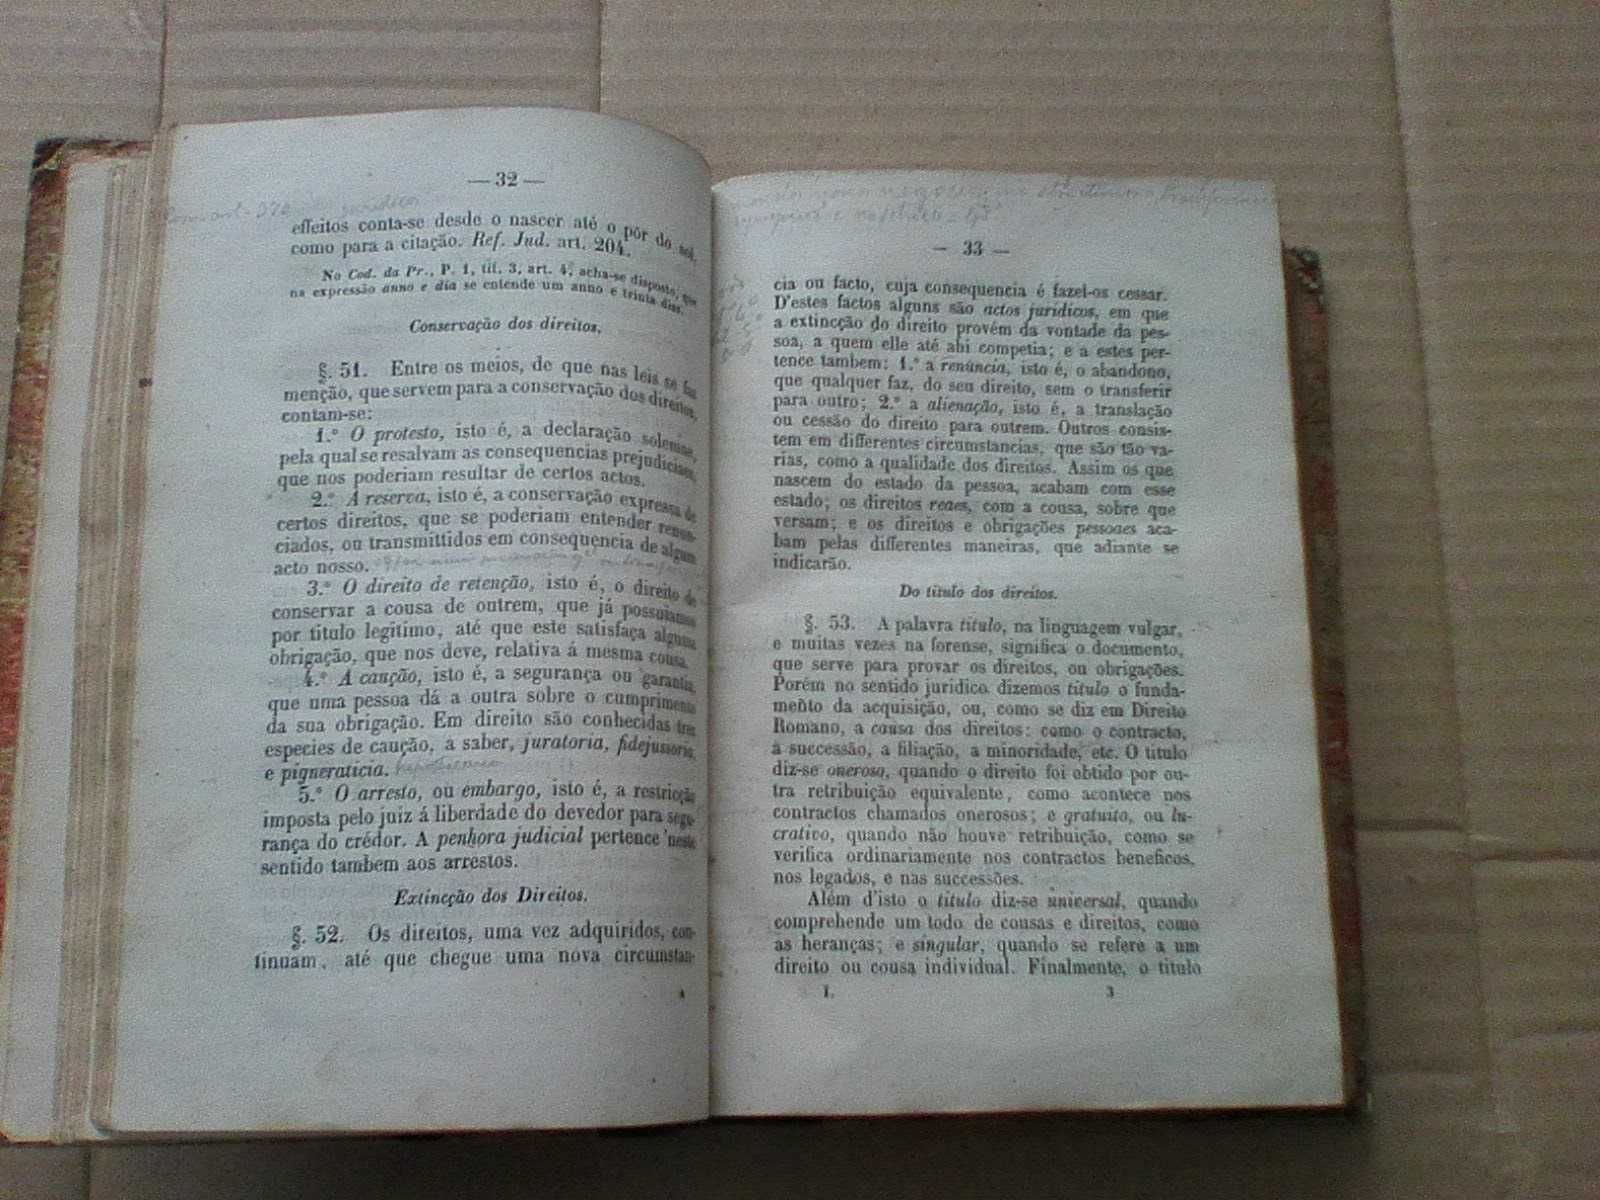 — 32 —
effeitos conta-se desde o nascer até o pôr do sol,
como para a citação. Ref. Jud. art. 204.
No Cod. da Pr., P. 1, tit. 3, art. 4, acha-se disposto, que
na expressão anno e dia se entende um anno e trinta dias.
Conservação dos direitos.
§. 51. Entre os meios, de que nas leis se faz
menção, que servem para a conservação dos direitos,
contam-se:
1.º O protesto, isto é, a declaração solemne,
pela qual se resalvam as consequencias prejudiciaes,
que nos poderiam resultar de certos actos.
2.º A reserva, isto é, a conservação expressa de
certos direitos, que se poderiam entender renun-
ciados, ou transmittidos em consequencia de algum
acto nosso.
3.º O direito de retenção, isto é, o direito de
conservar a cousa de outrem, que já possuiamos
por titulo legitimo, até que este satisfaça alguma
obrigação, que nos deve, relativa á mesma cousa.
4.º A caução, isto é, a segurança ou garantia,
que uma pessoa dá a outra sobre o cumprimento
da sua obrigação. Em direito são conhecidas tres
especies de caução, a saber, juratoria, fidejussoria,
e pigneraticia.
5.º O arresto, ou embargo, isto é, a restricção
imposta pelo juiz á liberdade do devedor para segu-
rança do crédor. A penhora judicial pertence neste
sentido tambem aos arrestos.
Extincção dos Direitos.
§. 52. Os direitos, uma vez adquiridos, con-
tinuam, até que chegue uma nova circumstan-
— 33 —
cia ou facto, cuja consequencia é fazel-os cessar.
D'estes factos alguns são actos juridicos, em que
a extincção do direito provém da vontade da pes-
soa, a quem elle até ahi competia; e a estes per-
tence tambem: 1.º a renúncia, isto é, o abandono,
que qualquer faz, do seu direito, sem o transferir
para outro; 2.º a alienação, isto é, a translação
ou cessão do direito para outrem. Outros consis-
tem em differentes circumstancias, que são tão va-
rias, como a qualidade dos direitos. Assim os que
nascem do estado da pessoa, acabam com esse
estado; os direitos reaes, com a cousa, sobre que
versam; e os direitos e obrigações pessoaes aca-
bam pelas differentes maneiras, que adiante se
indicarão.
Do titulo dos direitos.
§. 53. A palavra titulo, na linguagem vulgar,
e muitas vezes na forense, significa o documento,
que serve para provar os direitos, ou obrigações.
Porém no sentido juridico dizemos titulo o funda-
mento da acquisição, ou, como se diz em Direito
Romano, a causa dos direitos: como o contracto,
a successão, a filiação, a minoridade, etc. O titulo
diz-se oneroso, quando o direito foi obtido por ou-
tra retribuição equivalente, como acontece nos
contractos chamados onerosos; e gratuito, ou lu-
crativo, quando não houve retribuição, como se
verifica ordinariamente nos contractos beneficos,
nos legados, e nas successões.
Além d'isto o titulo diz-se universal, quando
comprehende um todo de cousas e direitos, como
as heranças; e singular, quando se refere a um
direito ou cousa individual. Finalmente, o titulo
I. 3